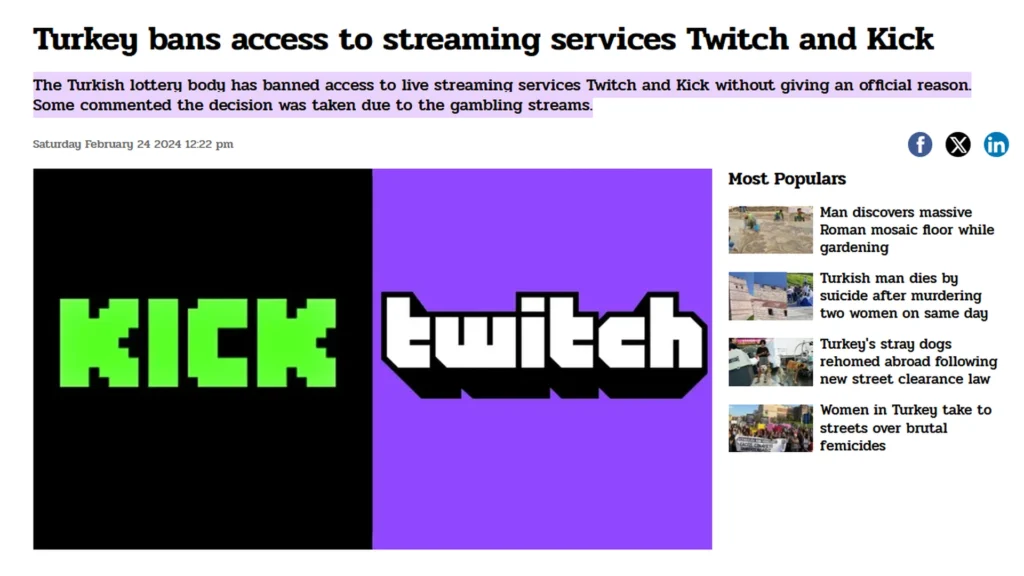 Turkey bans access to streaming services Twitch and Kick
The Turkish lottery body has banned access to live streaming services Twitch and Kick without giving an official reason.
Some commented the decision was taken due to the gambling streams.
Saturday February 24 2024 12:22 pm
f X in
KICK
twitch
Most Populars
Man discovers massive
Roman mosaic floor while
gardening
Turkish man dies by
suicide after murdering
two women on same day
Turkey's stray dogs
rehomed abroad following
new street clearance law
Women in Turkey take to
streets over brutal
femicides